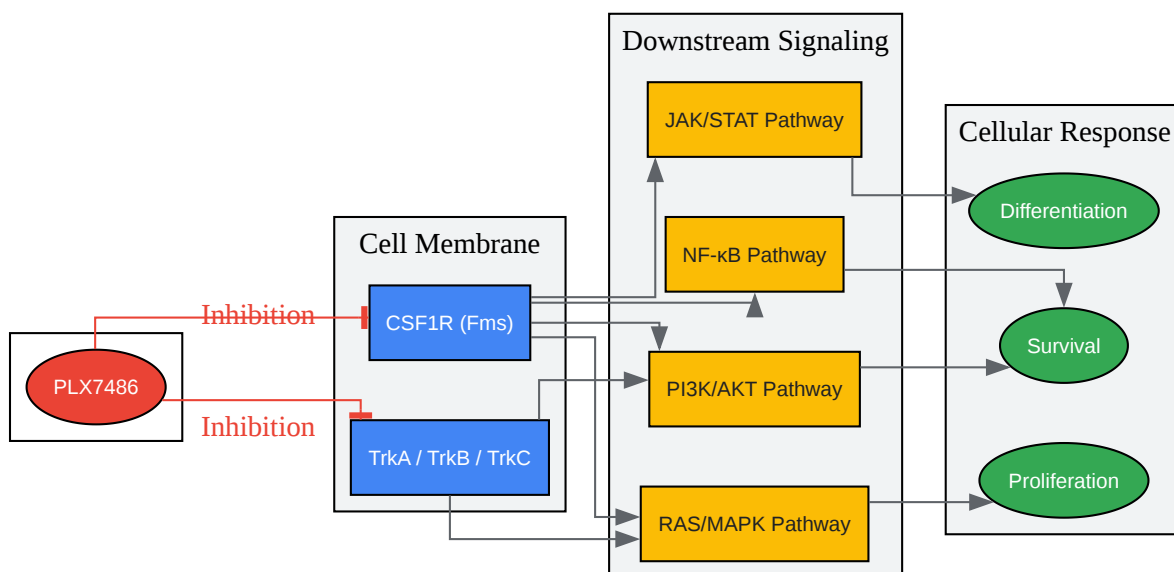 Downstream Signaling
JAK/STAT Pathway
Cellular Response
Differentiation
Cell Membrane
NF-κB Pathway
Inhibition
CSF1R (Fms)
Survival
PLX7486
PI3K/AKT Pathway
Inhibition
TrkA / TrkB / TrkC
Proliferation
RAS/MAPK Pathway